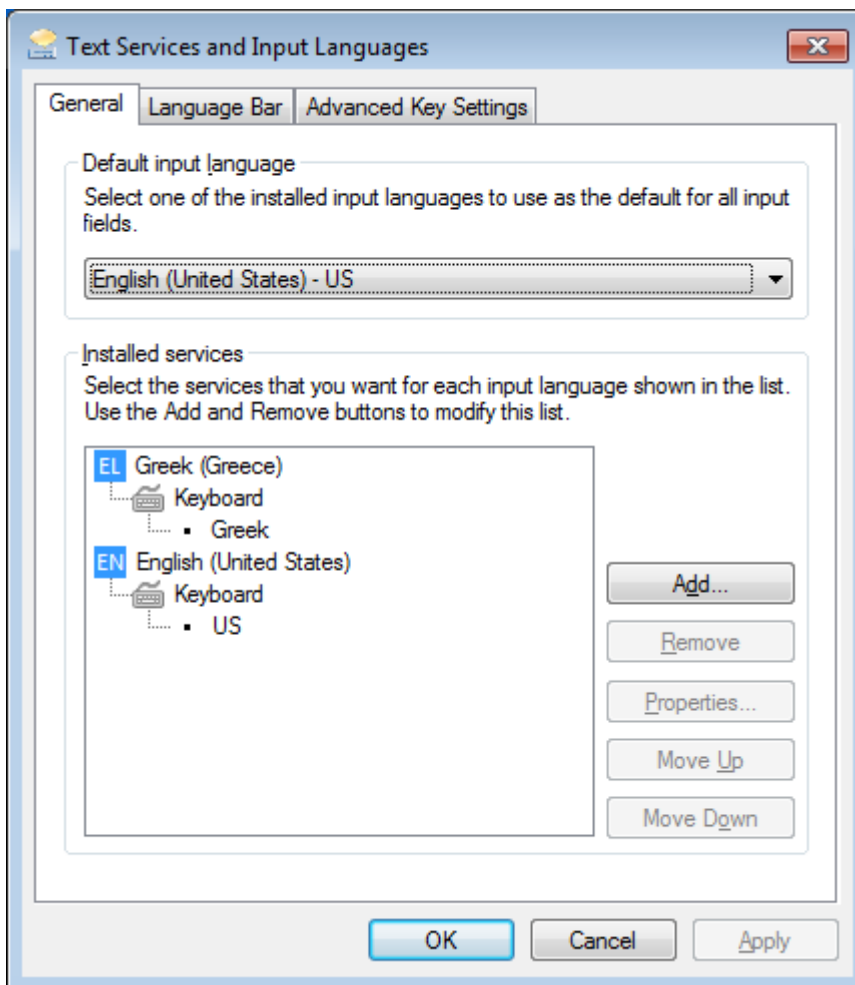 Text Services and Input Languages
General
Language Bar
Advanced Key Settings
Default input language
Select one of the installed input languages to use as the default for all input
fields.
English (United States) - US
Installed services
Select the services that you want for each input language shown in the list.
Use the Add and Remove buttons to modify this list.
EL Greek (Greece)
Keyboard
Greek
EN English (United States)
Keyboard
US
Add...
Remove
Properties...
Move Up
Move Down
OK
Cancel
Apply